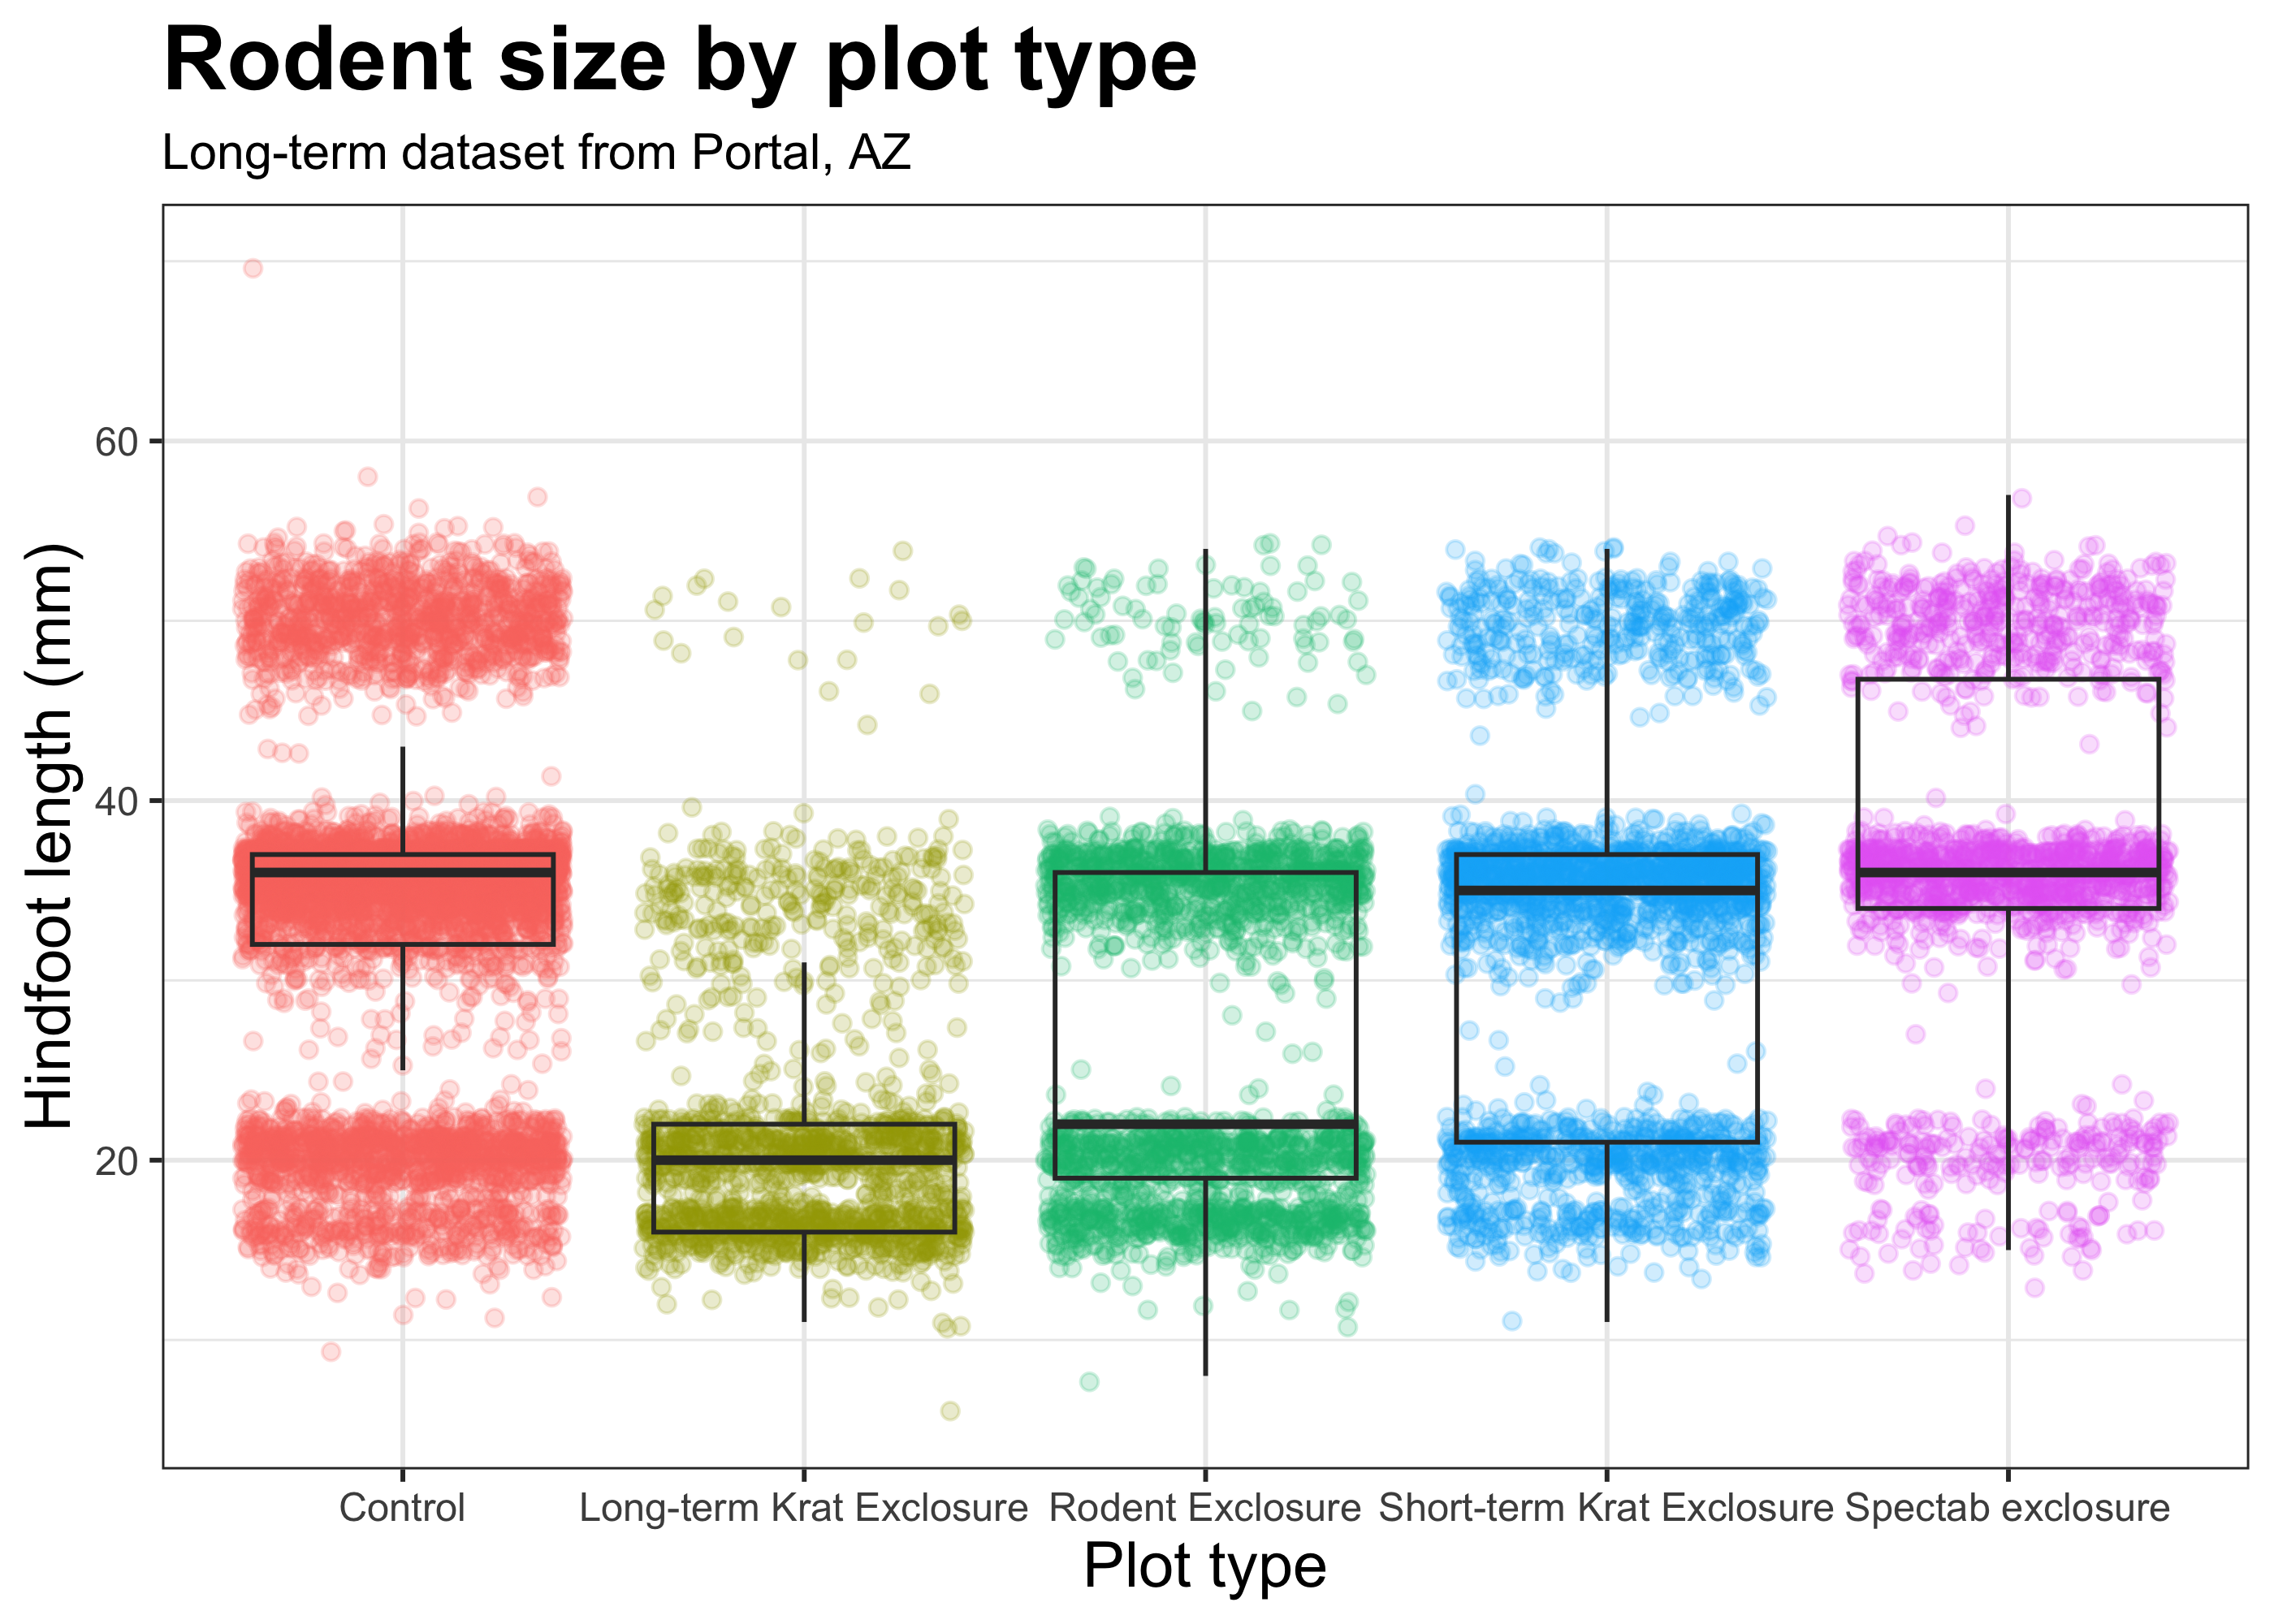 Rodent size by plot type
Long-term dataset from Portal, AZ
Hindfoot length (mm)
60
40
20
Control
Long-term Krat Exclosure
Rodent Exclosure
Short-term Krat Exclosure
Spectab exclosure
Plot type